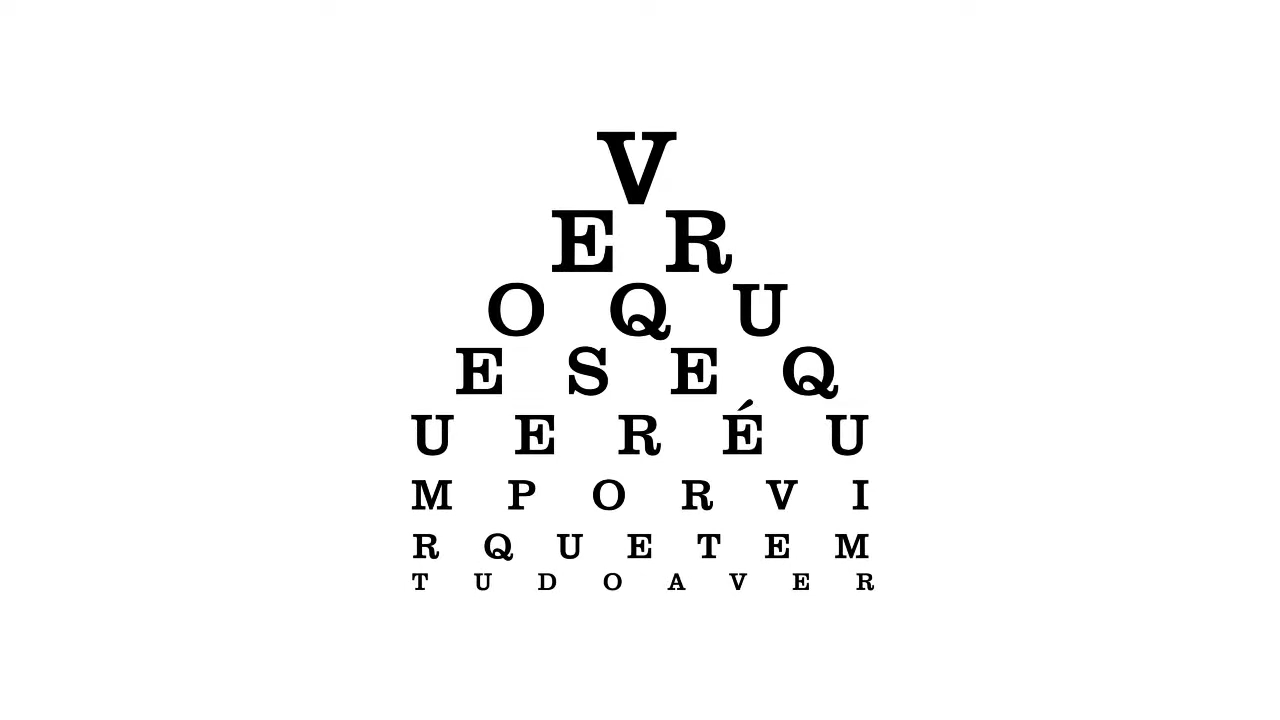 V
E R
O Q U
E S E Q
U E R É U
M P O R V I
R Q U E T E M
T U D O A V E R